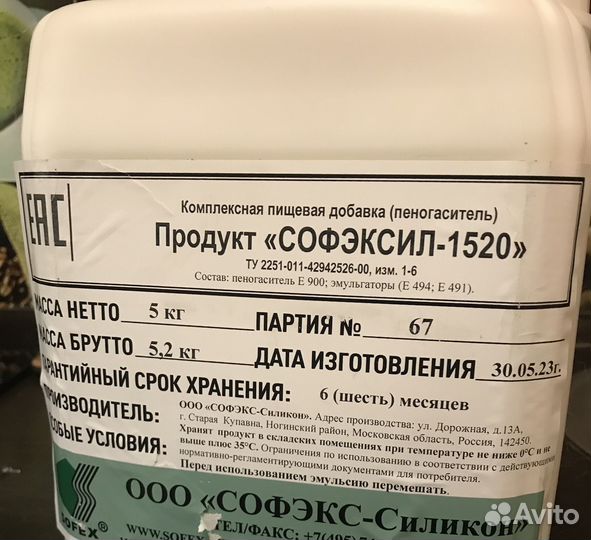 EAC
Комплексная пищевая добавка (пеногаситель)
Продукт «СОФЭКСИЛ-1520»
ТУ 2251-011-42942526-00, изм. 1-6
Состав: пеногаситель Е 900; эмульгаторы (Е 494; Е 491).
МАССА НЕТТО 5 кг ПАРТИЯ № 67
МАССА БРУТТО 5,2 кг ДАТА ИЗГОТОВЛЕНИЯ 30.05.23г.
ГАРАНТИЙНЫЙ СРОК ХРАНЕНИЯ: 6 (шесть) месяцев
ПРОИЗВОДИТЕЛЬ: ООО «СОФЭКС-Силикон». Адрес производства: ул. Дорожная, д.13А,
г. Старая Купавна, Ногинский район, Московская область, Россия, 142450.
ОСОБЫЕ УСЛОВИЯ: Хранят продукт в складских помещениях при температуре не ниже 0°С и не
выше плюс 35°С. Ограничения по использованию в соответствии с действующими
нормативно-регламентирующими документами для потребителя.
Перед использованием эмульсию перемешать.
ООО «СОФЭКС-Силикон»
SOFEX ®
WWW.SOFEX
ТЕЛ/ФАКС: +7(495)
Avito